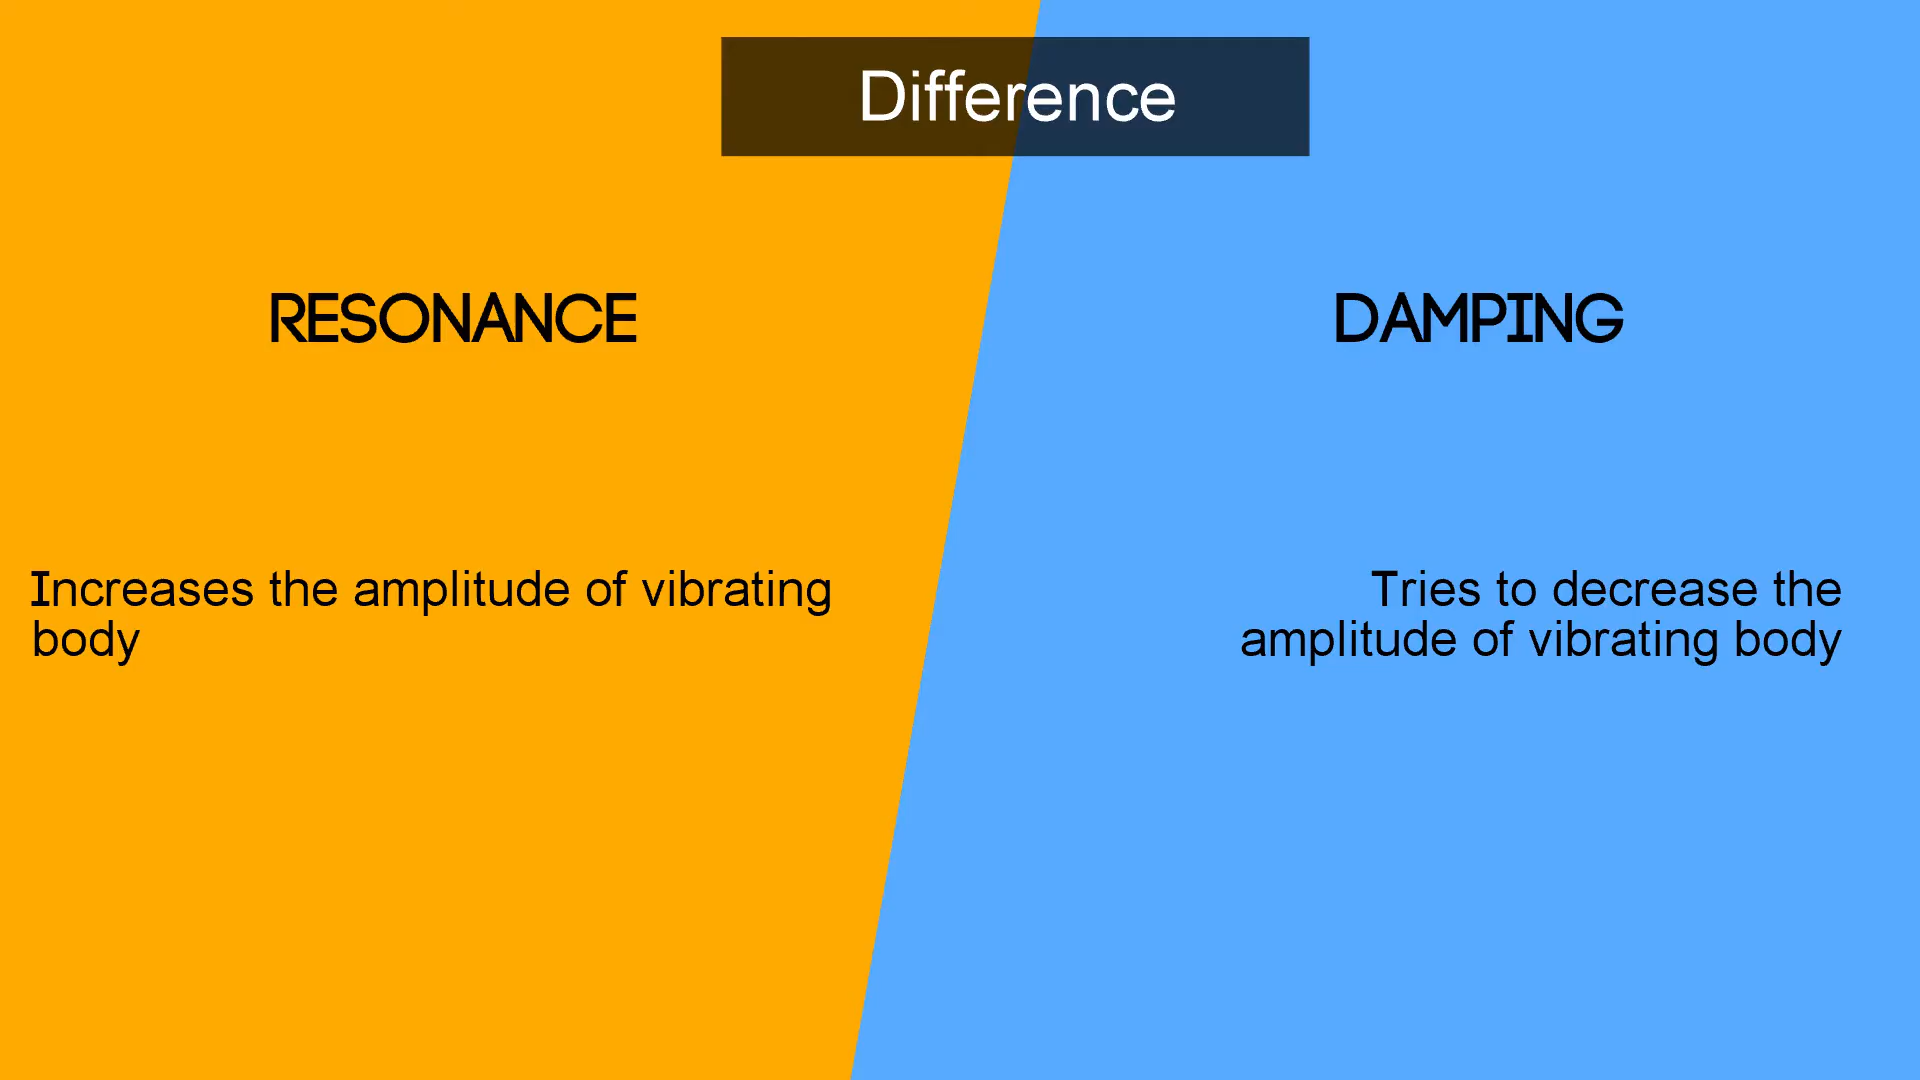 Difference
RESONANCE
Increases the amplitude of vibrating
body
DAMPING
Tries to decrease the
amplitude of vibrating body